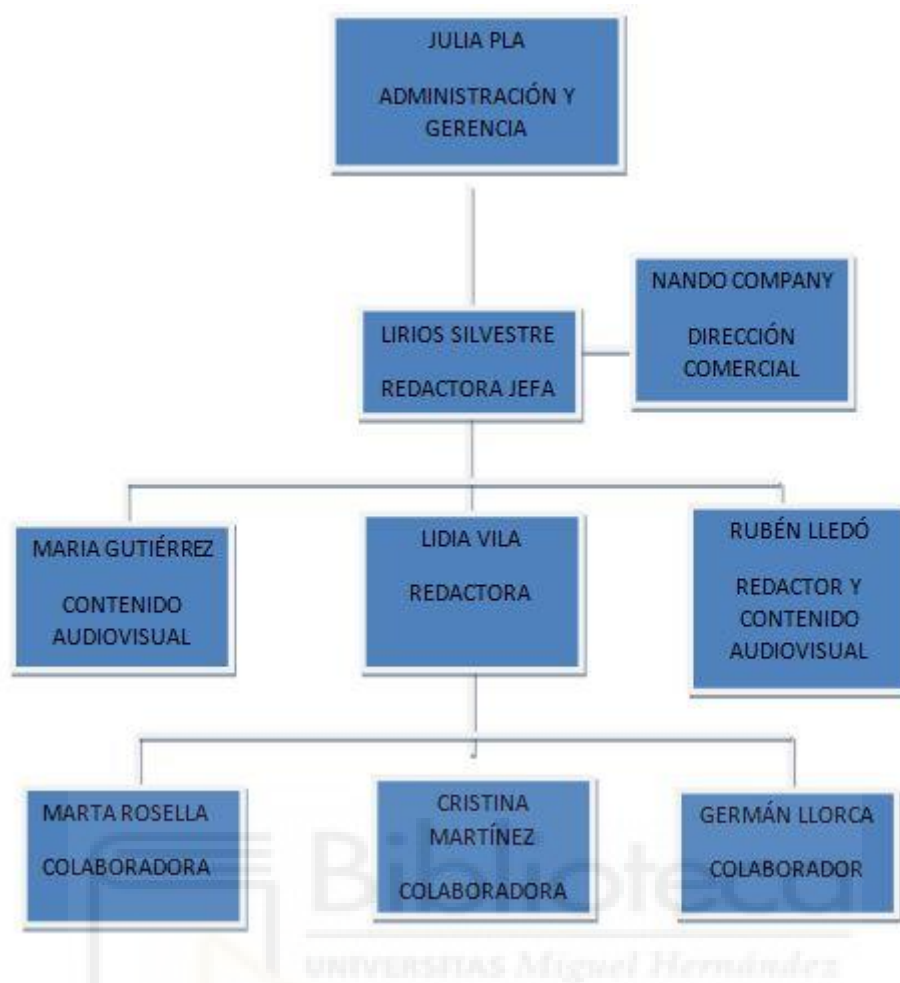 JULIA PLA
ADMINISTRACIÓN Y
GERENCIA
NANDO COMPANY
DIRECCIÓN
COMERCIAL
LIRIOS SILVESTRE
REDACTORA JEFA
MARIA GUTIÉRREZ
CONTENIDO
AUDIOVISUAL
LIDIA VILA
REDACTORA
RUBÉN LLEDÓ
REDACTOR Y
CONTENIDO
AUDIOVISUAL
MARTA ROSELLA
COLABORADORA
CRISTINA
MARTÍNEZ
COLABORADORA
GERMÁN LLORCA
COLABORADOR
Biblioteca
UNIVERSITAS Miguel Hernández